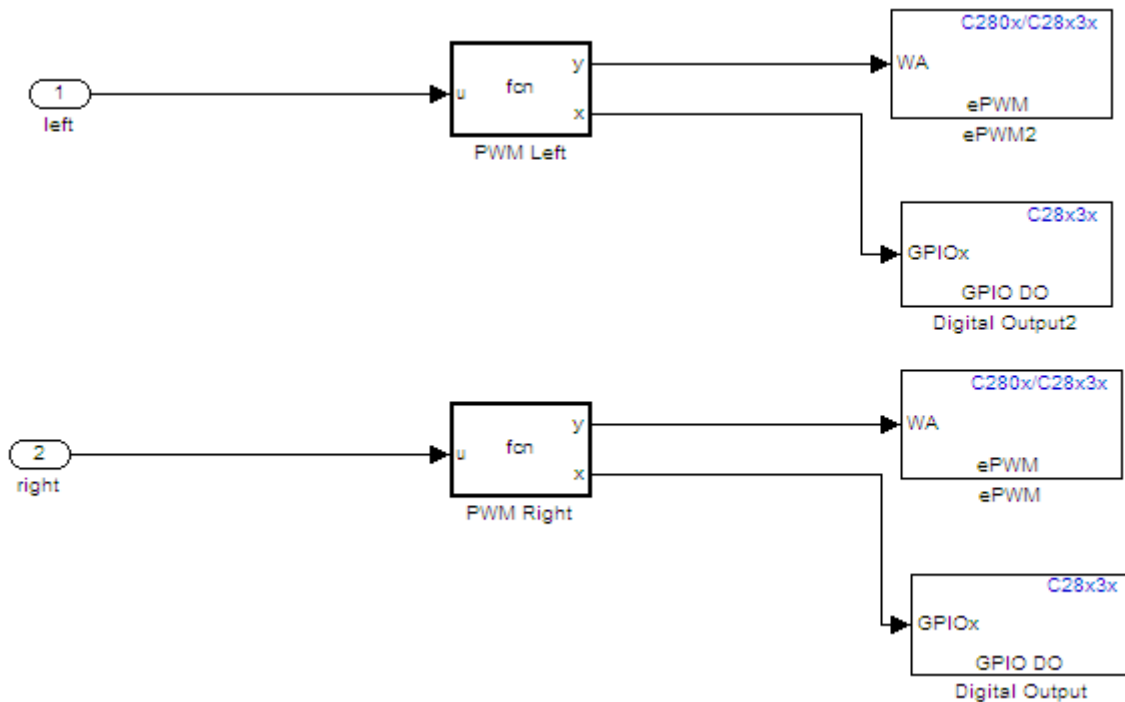 C280x/C28x3x
1
left
u
fcn
y
x
PWM Left
WA
ePWM
ePWM2
C28x3x
GPIOx
GPIO DO
Digital Output2
2
right
u
fcn
y
x
PWM Right
C280x/C28x3x
WA
ePWM
ePWM
C28x3x
GPIOx
GPIO DO
Digital Output